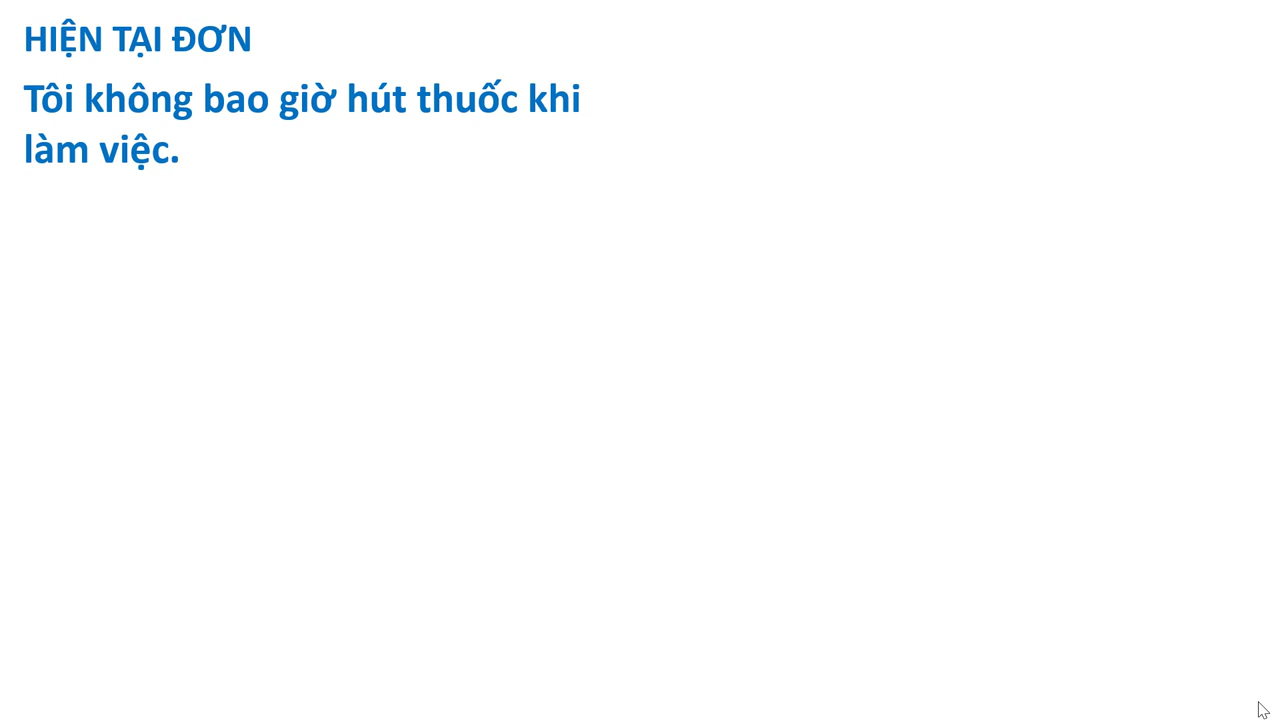 HIỆN TẠI ĐƠN
Tôi không bao giờ hút thuốc khi
làm việc.